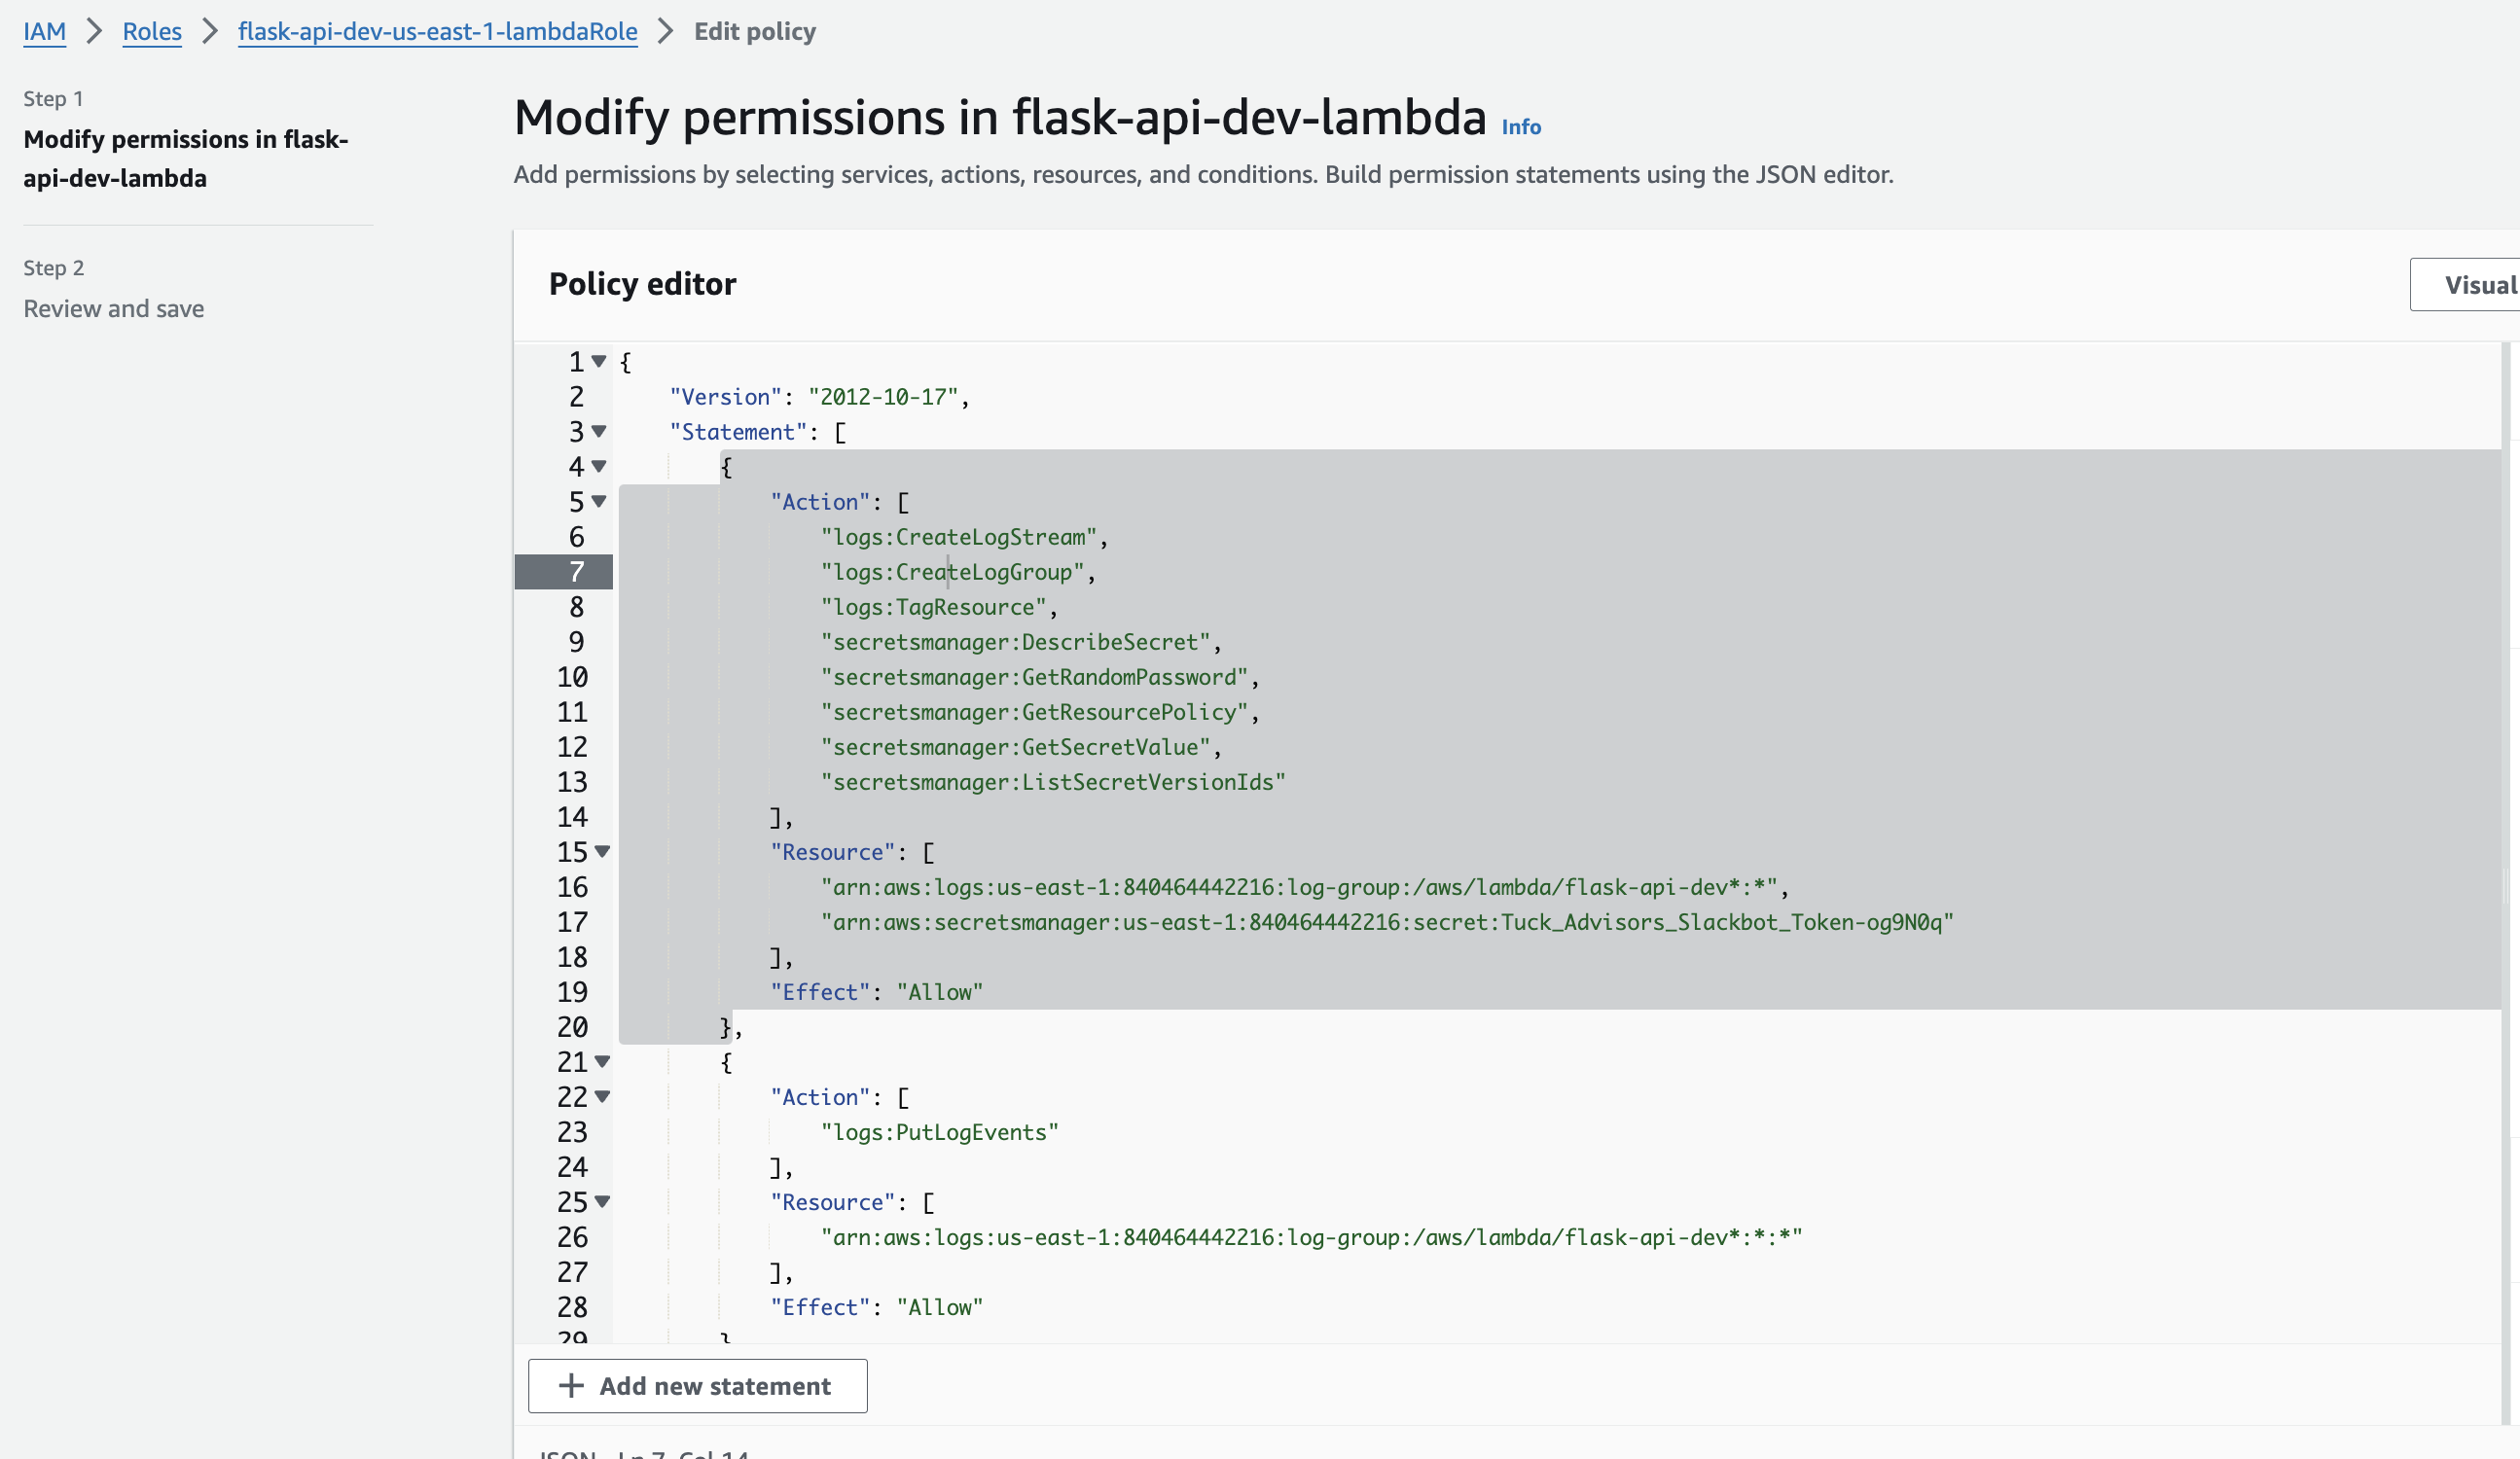 IAM > Roles > flask-api-dev-us-east-1-lambdaRole > Edit policy
Step 1
Modify permissions in flask-
api-dev-lambda
Step 2
Review and save
Modify permissions in flask-api-dev-lambda Info
Add permissions by selecting services, actions, resources, and conditions. Build permission statements using the JSON editor.
Policy editor
Visual
1 {
2 "Version": "2012-10-17",
3 "Statement": [
4 {
5 "Action": [
6 "logs:CreateLogStream",
7 "logs:CreateLogGroup",
8 "logs:TagResource",
9 "secretsmanager:DescribeSecret",
10 "secretsmanager:GetRandomPassword",
11 "secretsmanager:GetResourcePolicy",
12 "secretsmanager:GetSecretValue",
13 "secretsmanager:ListSecretVersionIds"
14 ],
15 "Resource": [
16 "arn:aws:logs:us-east-1:840464442216:log-group:/aws/lambda/flask-api-dev*:*",
17 "arn:aws:secretsmanager:us-east-1:840464442216:secret:Tuck_Advisors_Slackbot_Token-og9N0q"
18 ],
19 "Effect": "Allow"
20 },
21 {
22 "Action": [
23 "logs:PutLogEvents"
24 ],
25 "Resource": [
26 "arn:aws:logs:us-east-1:840464442216:log-group:/aws/lambda/flask-api-dev*:*:*"
27 ],
28 "Effect": "Allow"
29 }
+ Add new statement
JSON Ln 7, Col 14